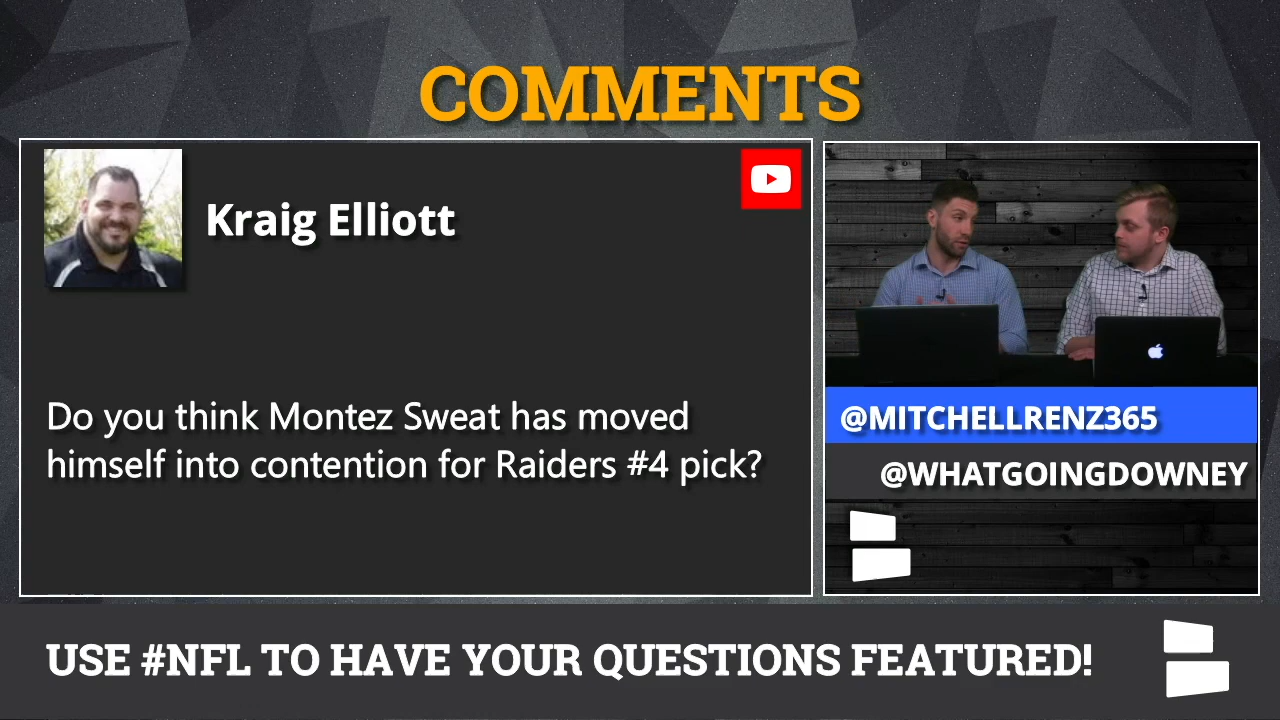 COMMENTS
Kraig Elliott
Do you think Montez Sweat has moved
himself into contention for Raiders #4 pick?
@MITCHELLRENZ365
@WHATGOINGDOWNEY
USE #NFL TO HAVE YOUR QUESTIONS FEATURED!